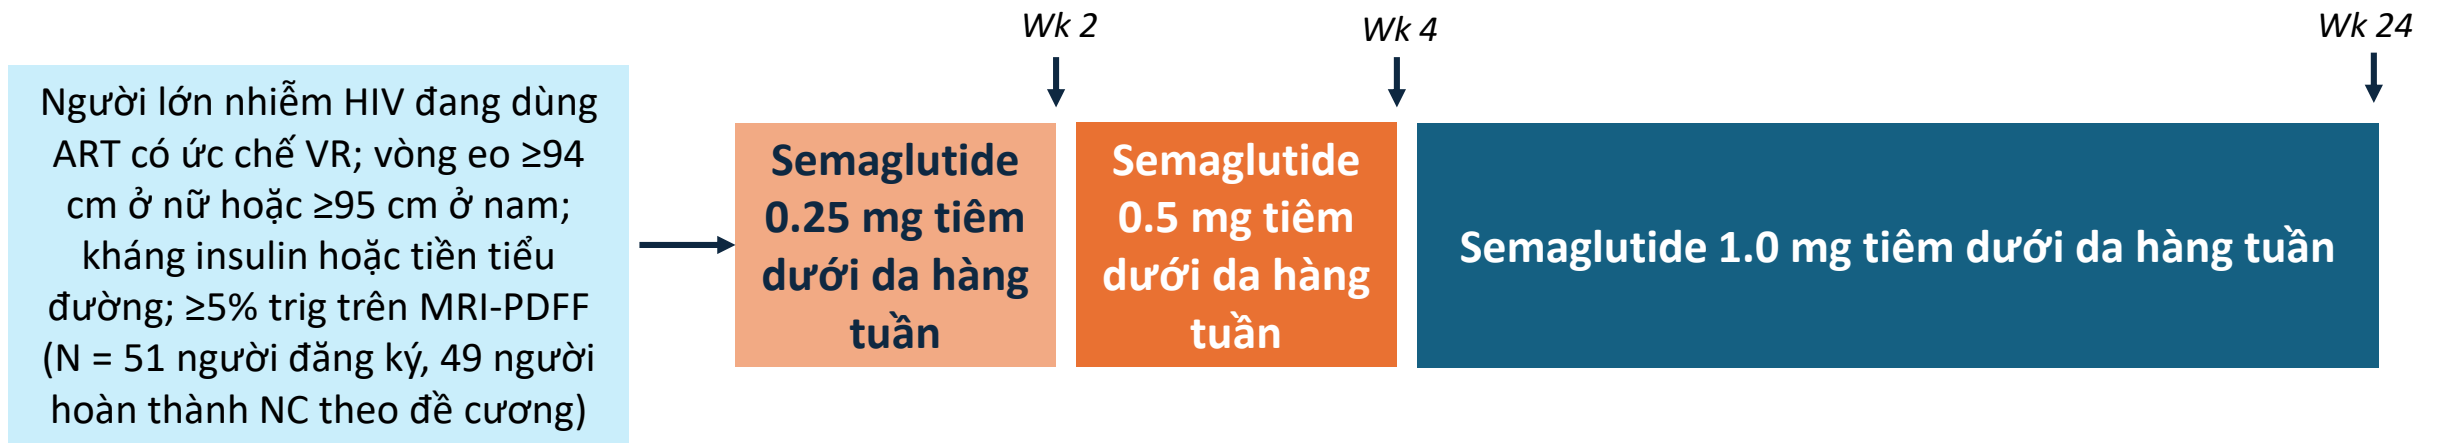 Wk 2
Wk 4
Wk 24
Người lớn nhiễm HIV đang dùng
ART có ức chế VR; vòng eo ≥94
cm ở nữ hoặc ≥95 cm ở nam;
kháng insulin hoặc tiền tiểu
đường; ≥5% trig trên MRI-PDFF
(N = 51 người đăng ký, 49 người
hoàn thành NC theo đề cương)
Semaglutide
0.25 mg tiêm
dưới da hàng
tuần
Semaglutide
0.5 mg tiêm
dưới da hàng
tuần
Semaglutide 1.0 mg tiêm dưới da hàng tuần